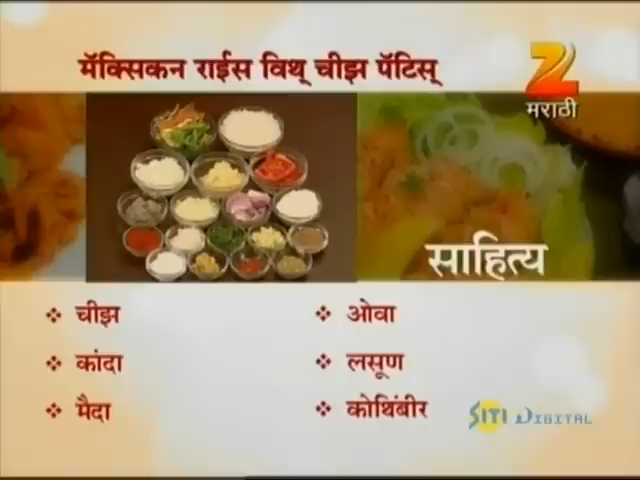 मॅक्सिकन राईस विथ् चीझ पॅटिस्
Z
मराठी
साहित्य
❖ चीझ
❖ ओवा
❖ कांदा
❖ लसूण
❖ मैदा
❖ कोथिंबीर
SITI DIGITAL